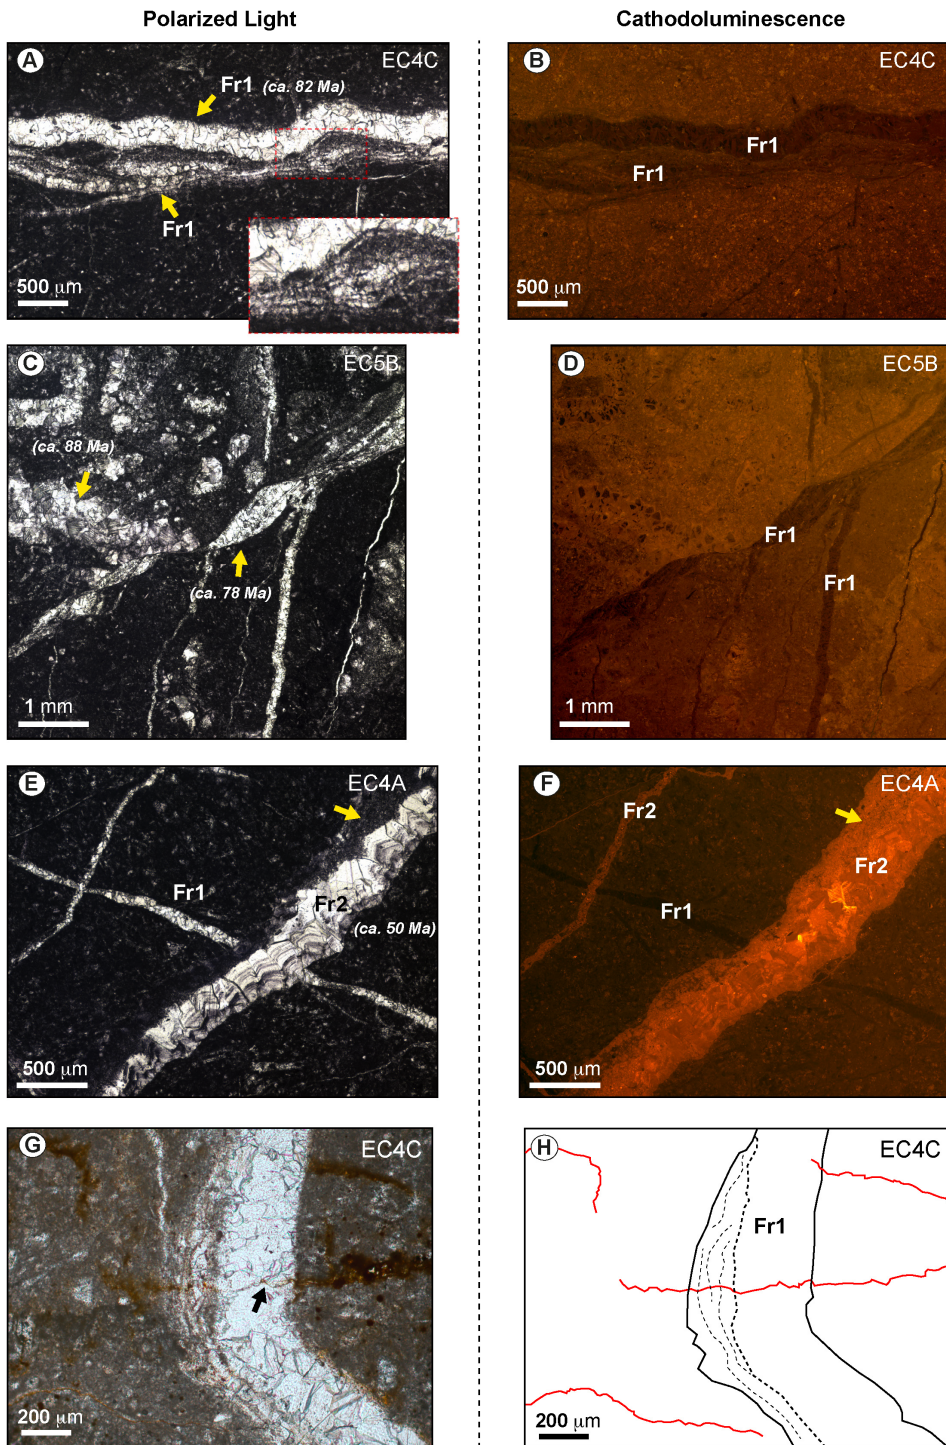 Polarized Light
Cathodoluminescence
A
EC4C
Fr1 (ca. 82 Ma)
Fr1
500 μm
B
EC4C
Fr1
Fr1
500 μm
C
EC5B
(ca. 88 Ma)
(ca. 78 Ma)
1 mm
D
EC5B
Fr1
Fr1
1 mm
E
EC4A
Fr1
Fr2
(ca. 50 Ma)
500 μm
F
EC4A
Fr2
Fr2
Fr1
500 μm
G
EC4C
200 μm
H
EC4C
Fr1
200 μm